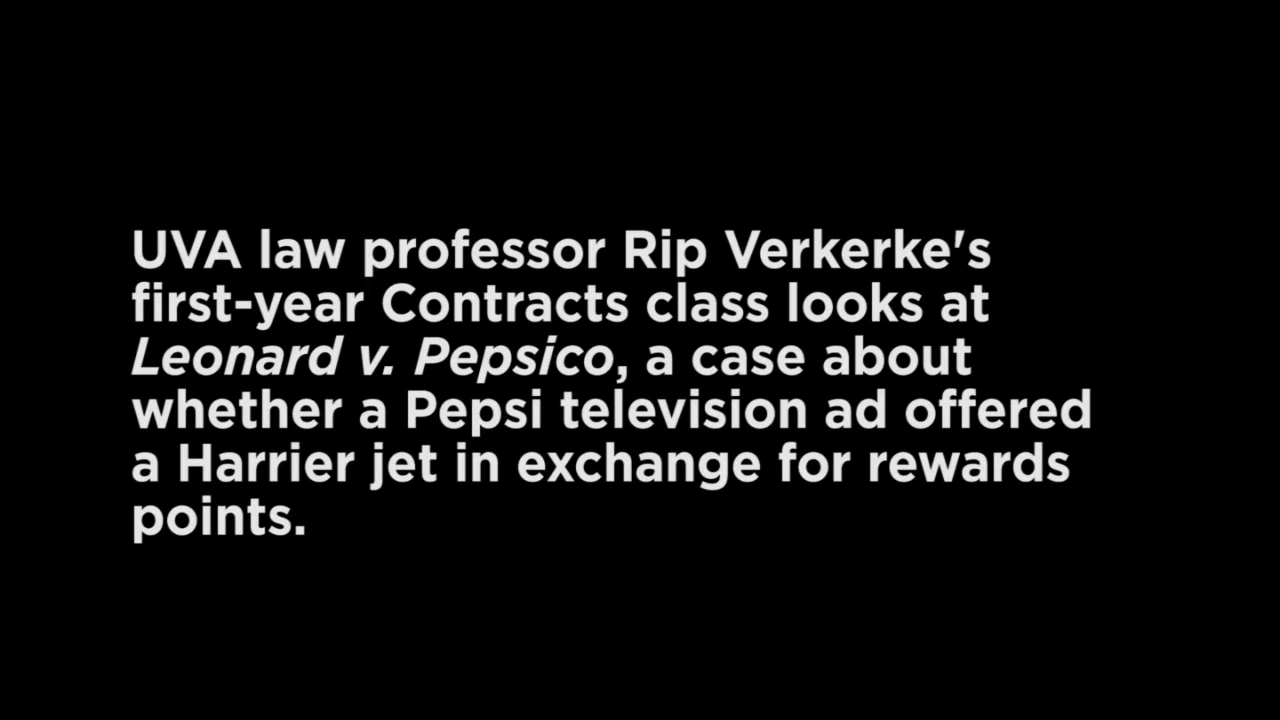 UVA law professor Rip Verkerke's
first-year Contracts class looks at
Leonard v. Pepsico, a case about
whether a Pepsi television ad offered
a Harrier jet in exchange for rewards
points.